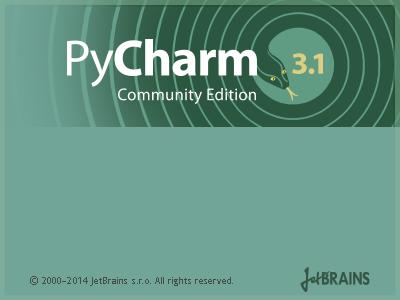 PyCharm 3.1
Community Edition
© 2000–2014 JetBrains s.r.o. All rights reserved.
JetBRAINS